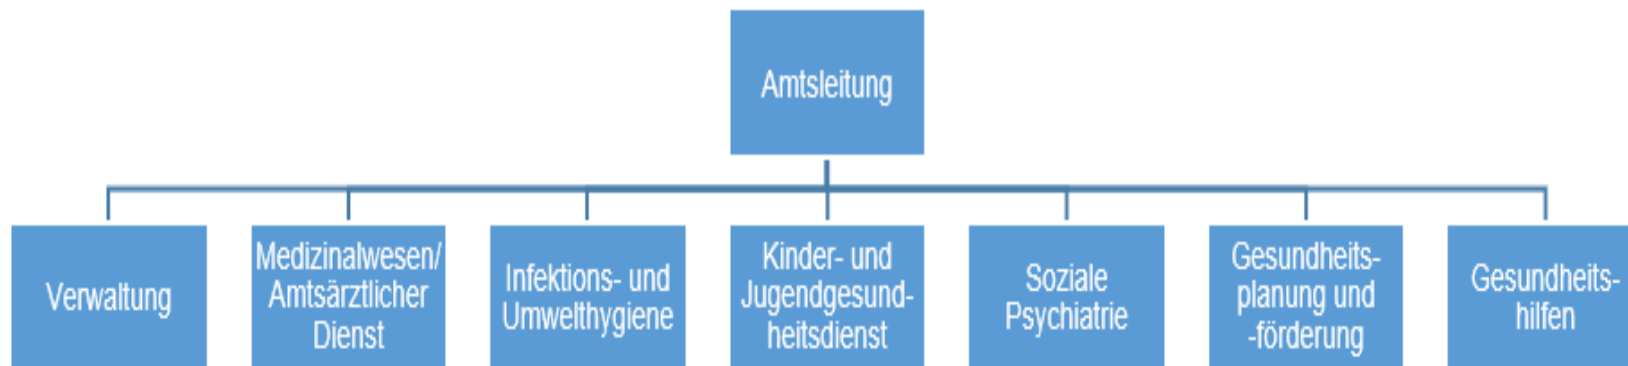 Amtsleitung
Verwaltung
Medizinalwesen/
Amtsärztlicher
Dienst
Infektions- und
Umwelthygiene
Kinder- und
Jugendgesund-
heitsdienst
Soziale
Psychiatrie
Gesundheits-
planung und
-förderung
Gesundheits-
hilfen